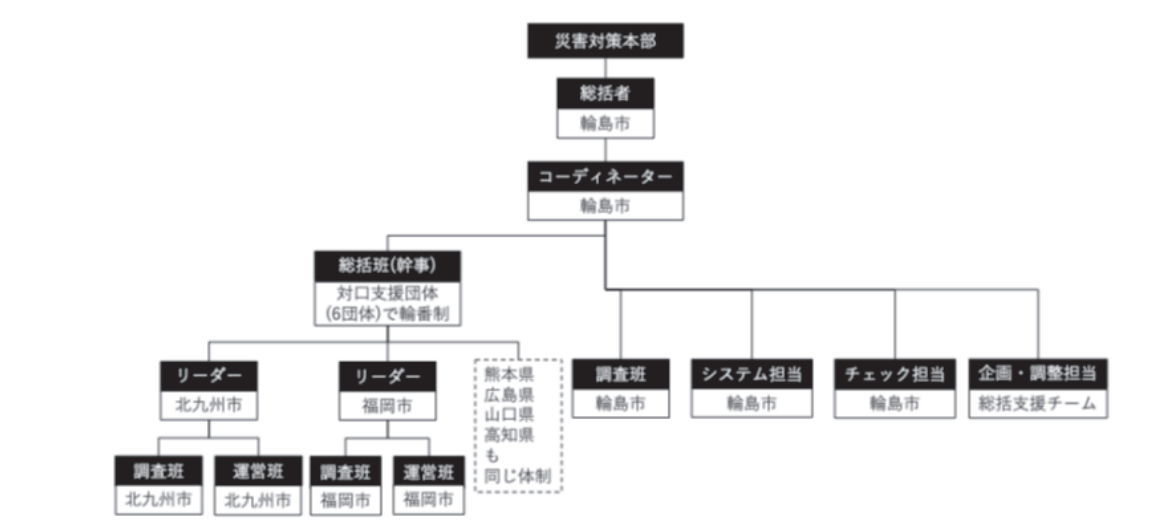 災害対策本部
総括者
輪島市
コーディネーター
輪島市
総括班(幹事)
対口支援団体
(6団体)で輪番制
リーダー
北九州市
リーダー
福岡市
熊本県
広島県
山口県
高知県
も
同じ体制
調査班
輪島市
システム担当
輪島市
チェック担当
輪島市
企画・調整担当
総括支援チーム
調査班
北九州市
運営班
北九州市
調査班
福岡市
運営班
福岡市